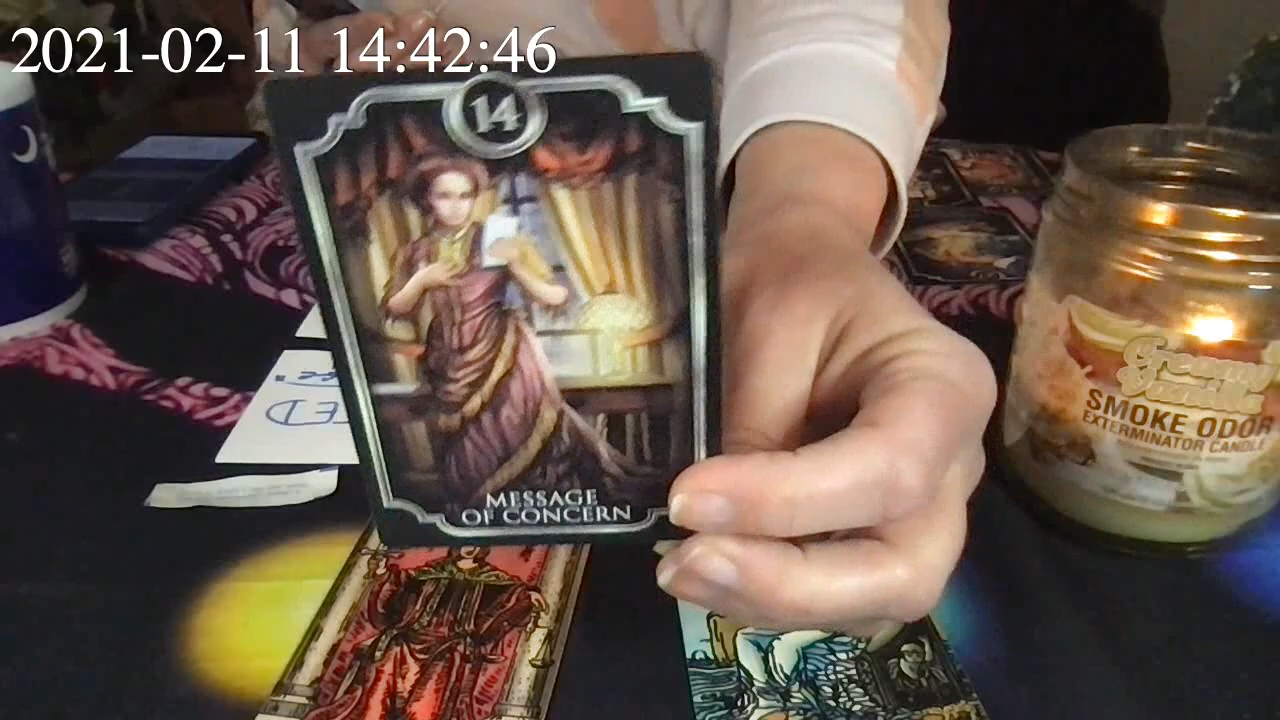 2021-02-11 14:42:46
14
MESSAGE
OF CONCERN
Creamy
Vanilla
SMOKE ODOR
EXTERMINATOR CANDLE